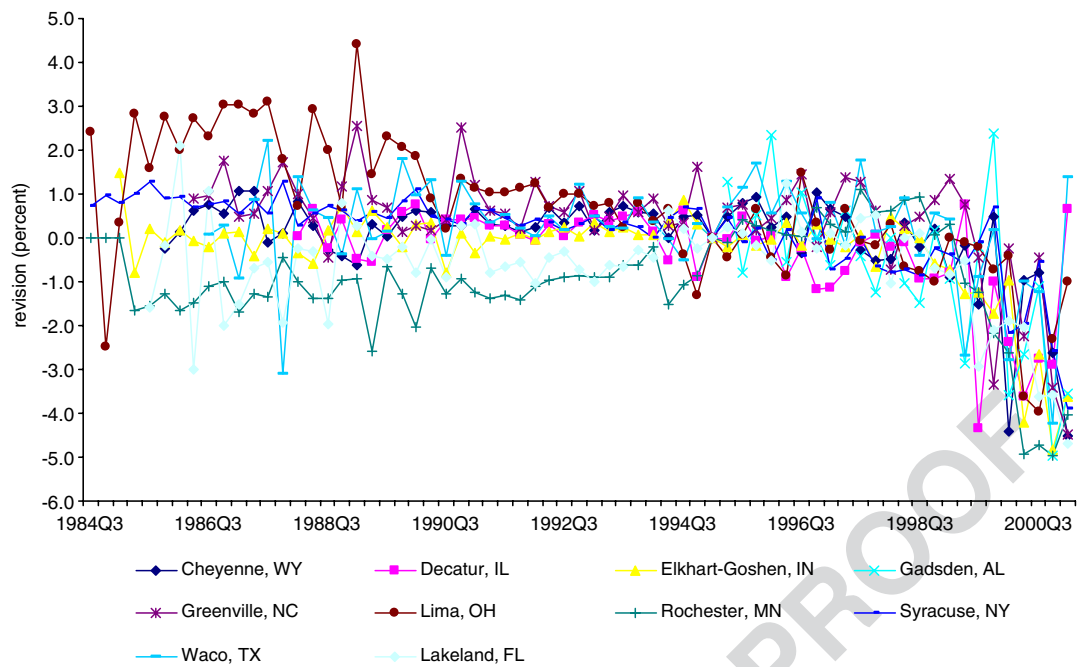 5.0
4.0
3.0
2.0
1.0
0.0
-1.0
-2.0
-3.0
-4.0
-5.0
-6.0
revision (percent)
1984Q3 1986Q3 1988Q3 1990Q3 1992Q3 1994Q3 1996Q3 1998Q3 2000Q3
Cheyenne, WY Decatur, IL Elkhart-Goshen, IN Gadsden, AL
Greenville, NC Lima, OH Rochester, MN Syracuse, NY
Waco, TX Lakeland, FL
PROOF